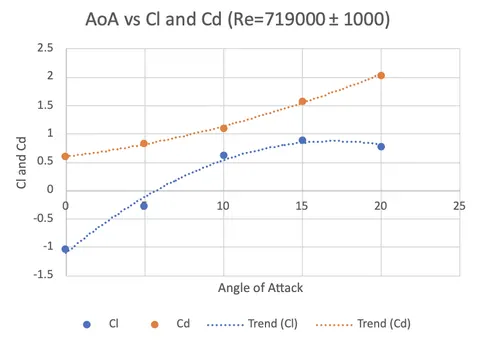 AoA vs Cl and Cd (Re=719000 ± 1000)
2.5
2
1.5
1
0.5
0
-0.5
-1
-1.5
Cl and Cd
0 5 10 15 20 25
Angle of Attack
Cl Cd Trend (Cl) Trend (Cd)